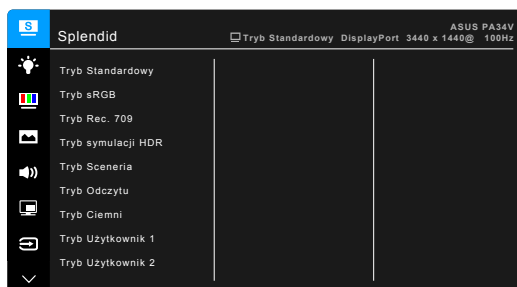 S
Splendid
ASUS PA34V
Tryb Standardowy DisplayPort 3440 x 1440@ 100Hz
Tryb Standardowy
Tryb sRGB
Tryb Rec. 709
Tryb symulacji HDR
Tryb Sceneria
Tryb Odczytu
Tryb Ciemni
Tryb Użytkownik 1
Tryb Użytkownik 2